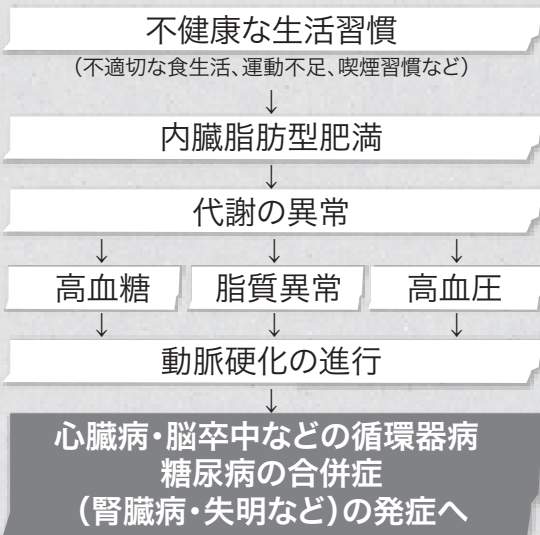 不健康な生活習慣
（不適切な食生活、運動不足、喫煙習慣など）
↓
内臓脂肪型肥満
↓
代謝の異常
↓ ↓ ↓
高血糖 脂質異常 高血圧
↓ ↓ ↓
動脈硬化の進行
↓
心臓病・脳卒中などの循環器病
糖尿病の合併症
（腎臓病・失明など）の発症へ